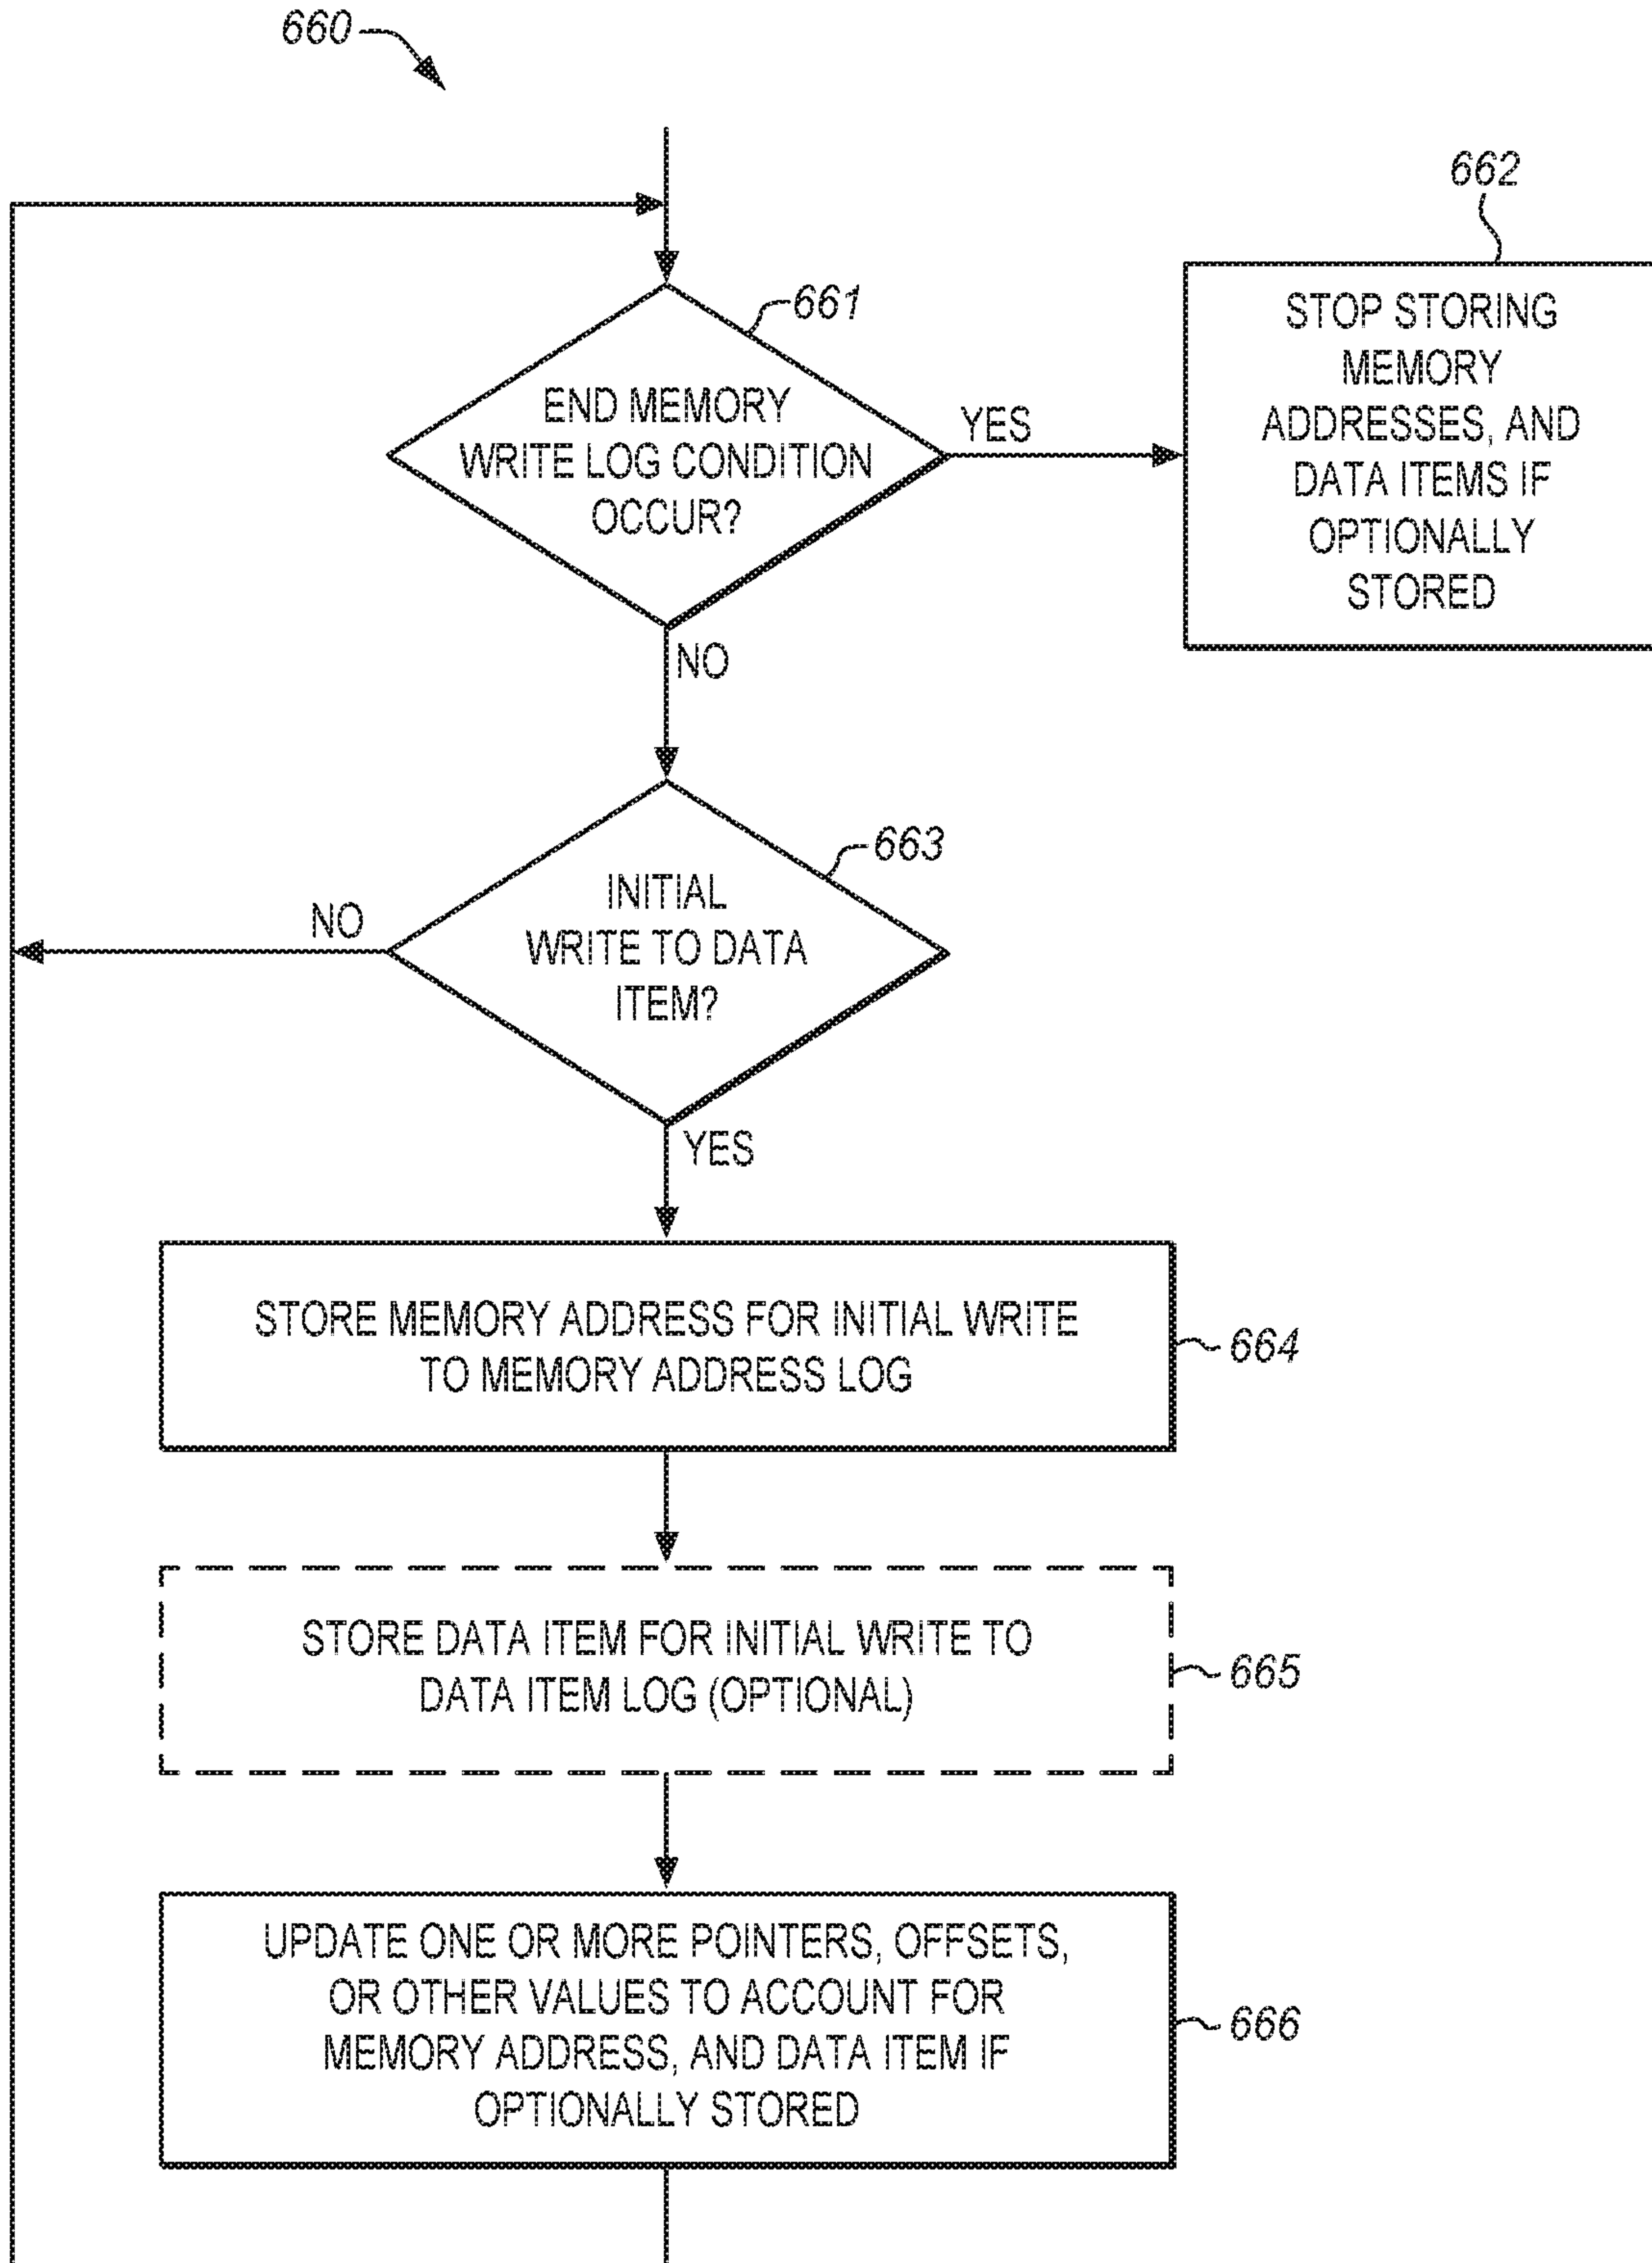 660
662
STOP STORING
MEMORY
ADDRESSES, AND
DATA ITEMS IF
OPTIONALLY
STORED
661
END MEMORY
WRITE LOG CONDITION
OCCUR?
YES
NO
663
INITIAL
WRITE TO DATA
ITEM?
NO
YES
STORE MEMORY ADDRESS FOR INITIAL WRITE
TO MEMORY ADDRESS LOG
664
STORE DATA ITEM FOR INITIAL WRITE TO
DATA ITEM LOG (OPTIONAL)
665
UPDATE ONE OR MORE POINTERS, OFFSETS,
OR OTHER VALUES TO ACCOUNT FOR
MEMORY ADDRESS, AND DATA ITEM IF
OPTIONALLY STORED
666